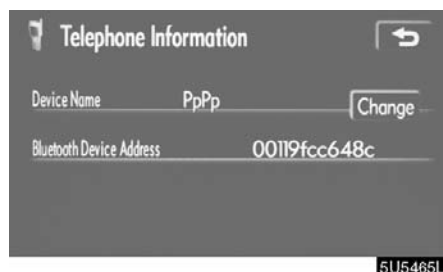 Telephone Information
Device Name PpPp Change
Bluetooth Device Address 00119fcc648c
5U5465I